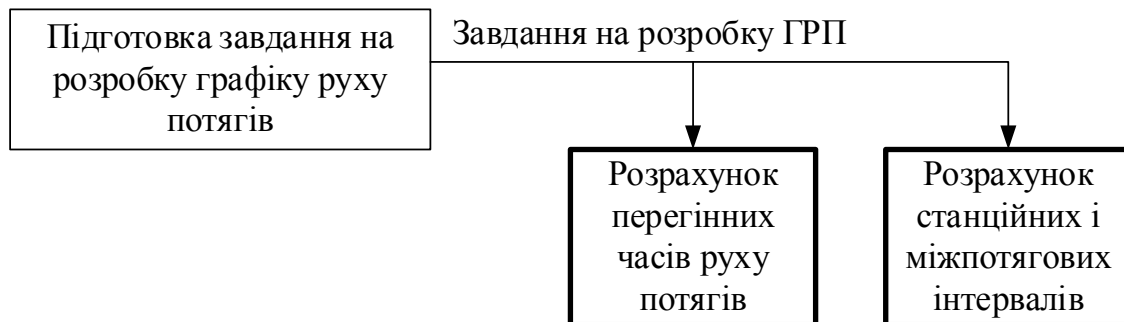 Підготовка завдання на
розробку графіку руху
потягів
Завдання на розробку ГРП
Розрахунок
перегінних
часів руху
потягів
Розрахунок
станційних і
міжпотягових
інтервалів